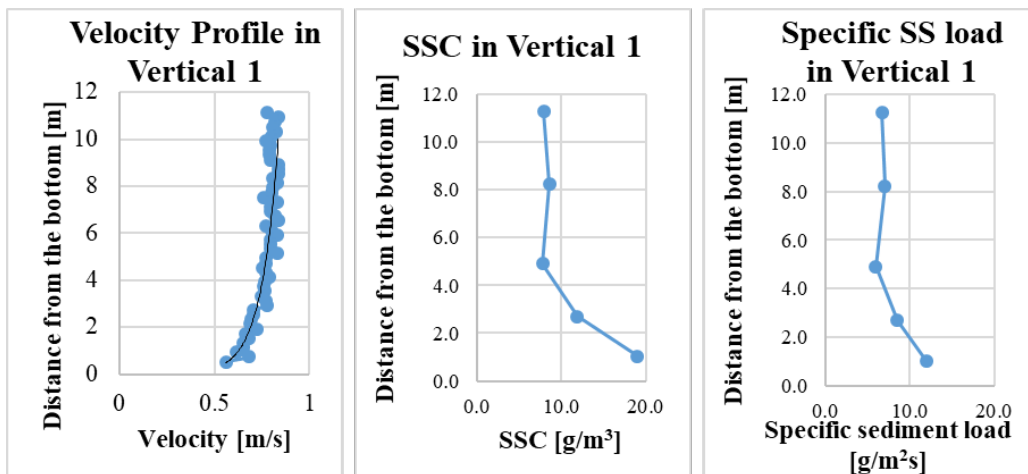 Velocity Profile in
Vertical 1
Distance from the bottom [m]
12
10
8
6
4
2
0
0
0.5
1
Velocity [m/s]
SSC in Vertical 1
Distance from the bottom [m]
12.0
10.0
8.0
6.0
4.0
2.0
0.0
0.0
10.0
20.0
SSC [g/m³]
Specific SS load
in Vertical 1
Distance from the bottom [m]
12.0
10.0
8.0
6.0
4.0
2.0
0.0
0.0
10.0
20.0
Specific sediment load
[g/m²s]